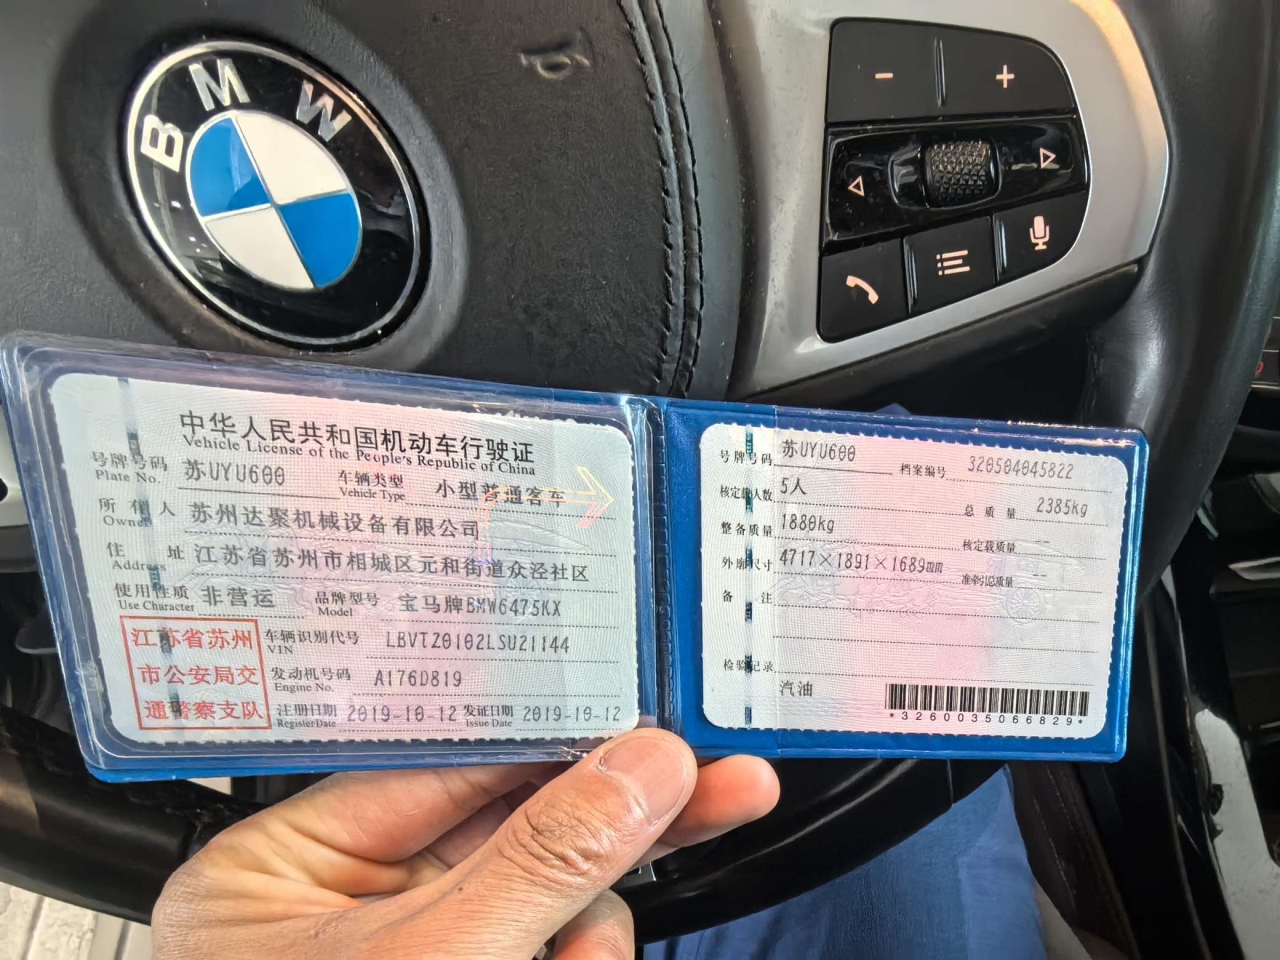 BMW
中华人民共和国机动车行驶证
Vehicle License of the People's Republic of China
号牌号码 苏UYU600 车辆类型 小型普通客车
Plate No. Vehicle Type
所有人 苏州达聚机械设备有限公司
Owner
住址 江苏省苏州市相城区元和街道众泾社区
Address
使用性质 非营运 品牌型号 宝马牌BMW6475KX
Use Character Model
江苏省苏州
市公安局交
通警察支队
车辆识别代号 LBVTZ0102LSU21144
VIN
发动机号码 A176D819
Engine No.
注册日期 2019-10-12 发证日期 2019-10-12
Register Date Issue Date
号牌号码 苏UYU600 档案编号 320504045822
核定载人数 5人 总质量 2385kg
整备质量 1880kg 核定载质量 --
外廓尺寸 4717×1891×1689mm 准牵引总质量 --
备注
检验记录
汽油
*3260035066829*